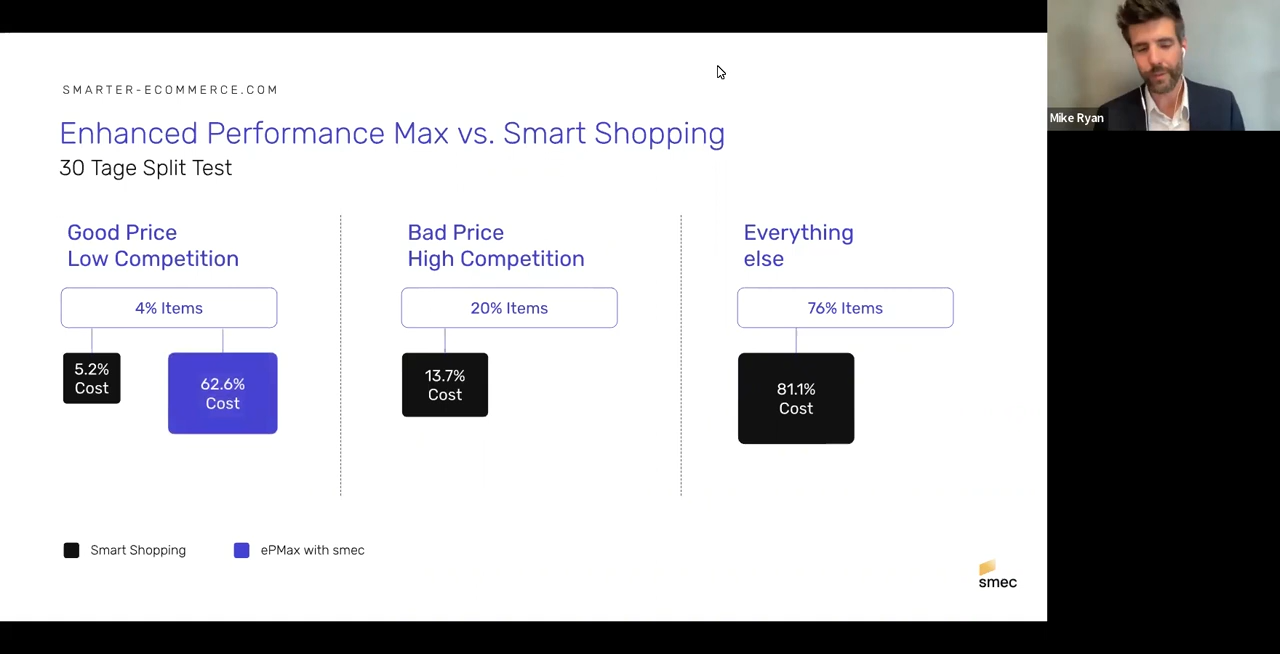 SMARTER-ECOMMERCE.COM
Enhanced Performance Max vs. Smart Shopping
30 Tage Split Test
Good Price
Low Competition
4% Items
5.2%
Cost
62.6%
Cost
Bad Price
High Competition
20% Items
13.7%
Cost
Everything
else
76% Items
81.1%
Cost
Smart Shopping
ePMax with smec
smec
Mike Ryan